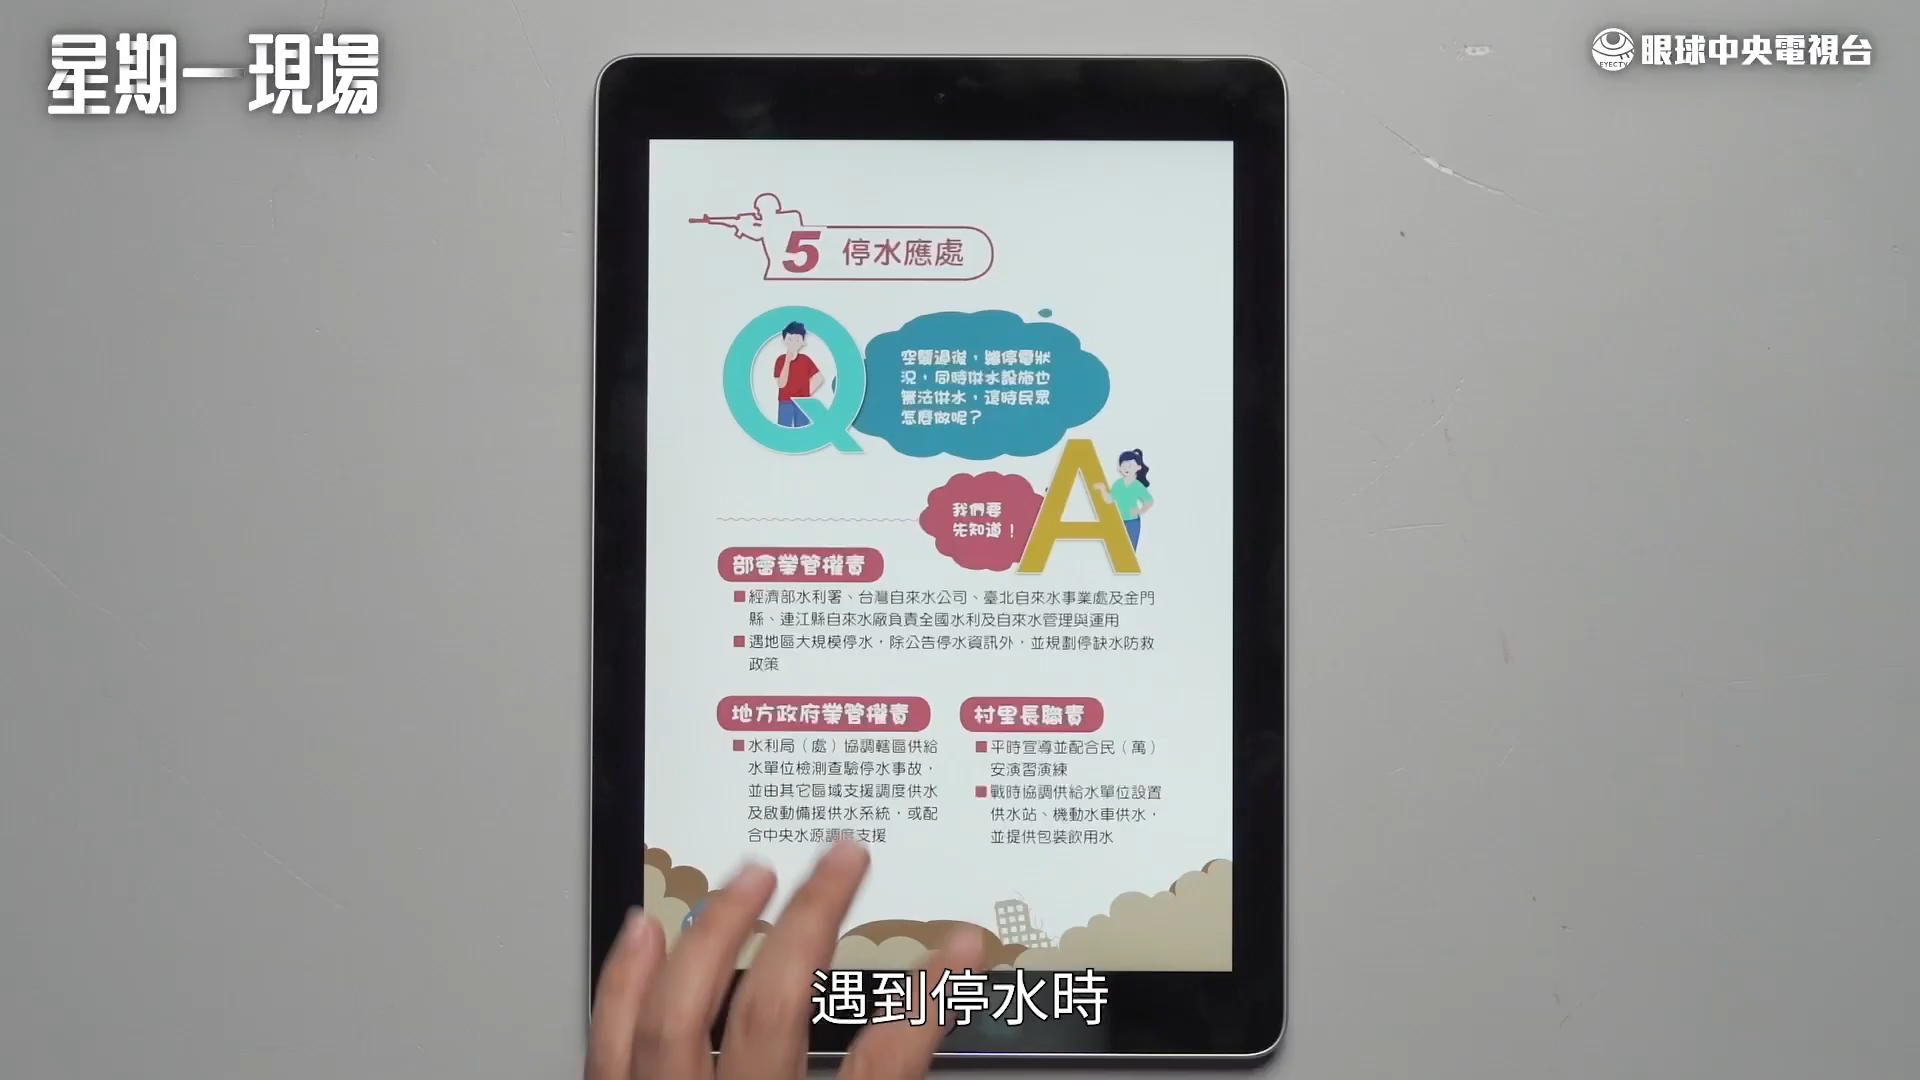 星期一現場
EYECTV
眼球中央電視台
5 停水應處
Q
空襲過後，雖停電狀
況，同時供水設施也
無法供水，這時民眾
怎麼做呢？
A
我們要
先知道！
部會業管權責
■經濟部水利署、台灣自來水公司、臺北自來水事業處及金門
縣、連江縣自來水廠負責全國水利及自來水管理與運用
■遇地區大規模停水，除公告停水資訊外，並規劃停缺水防救
政策
地方政府業管權責
■水利局（處）協調轄區供給
水單位檢測查驗停水事故，
並由其它區域支援調度供水
及啟動備援供水系統，或配
合中央水源調度支援
村里長職責
■平時宣導並配合民（萬）
安演習演練
■戰時協調供給水單位設置
供水站、機動水車供水，
並提供包裝飲用水
遇到停水時